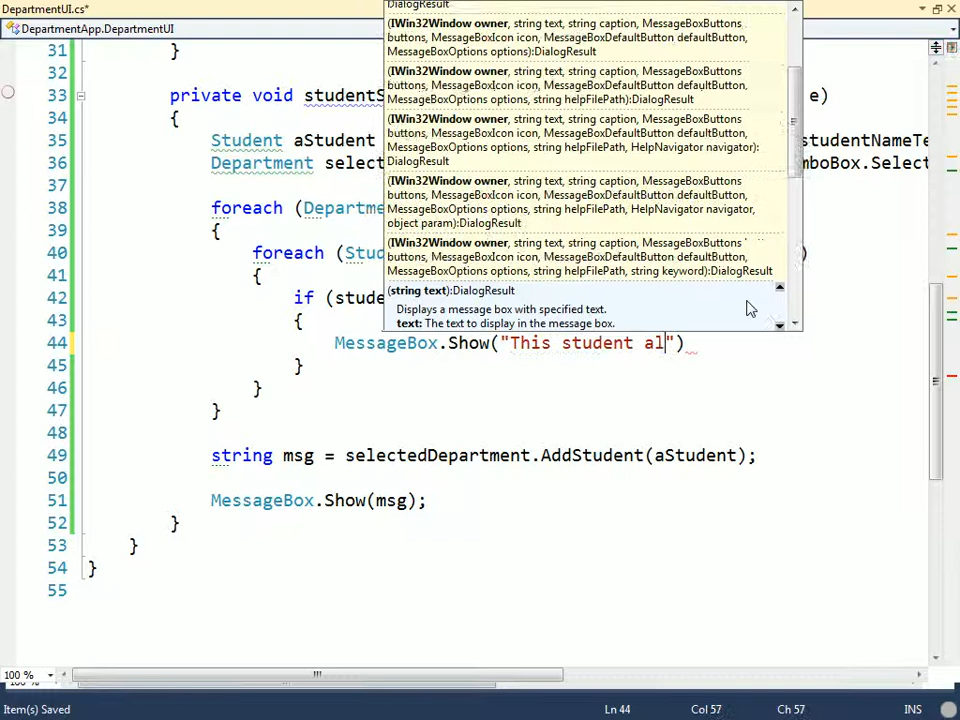 DepartmentUI.cs*
DepartmentApp.DepartmentUI
DialogResult
(IWin32Window owner, string text, string caption, MessageBoxButtons
buttons, MessageBoxIcon icon, MessageBoxDefaultButton defaultButton,
MessageBoxOptions options):DialogResult
(IWin32Window owner, string text, string caption, MessageBoxButtons
buttons, MessageBoxIcon icon, MessageBoxDefaultButton defaultButton,
MessageBoxOptions options, string helpFilePath):DialogResult
(IWin32Window owner, string text, string caption, MessageBoxButtons
buttons, MessageBoxIcon icon, MessageBoxDefaultButton defaultButton,
MessageBoxOptions options, string helpFilePath, HelpNavigator navigator):
DialogResult
(IWin32Window owner, string text, string caption, MessageBoxButtons
buttons, MessageBoxIcon icon, MessageBoxDefaultButton defaultButton,
MessageBoxOptions options, string helpFilePath, HelpNavigator navigator,
object param):DialogResult
(IWin32Window owner, string text, string caption, MessageBoxButtons
buttons, MessageBoxIcon icon, MessageBoxDefaultButton defaultButton,
MessageBoxOptions options, string helpFilePath, string keyword):DialogResult
(string text):DialogResult
Displays a message box with specified text.
text: The text to display in the message box.
31 }
32
33 private void studentS e)
34 {
35 Student aStudent studentNameTe
36 Department select mboBox.Select
37
38 foreach (Departme
39 {
40 foreach (Stud )
41 {
42 if (stude
43 {
44 MessageBox.Show("This student al")
45 }
46 }
47 }
48
49 string msg = selectedDepartment.AddStudent(aStudent);
50
51 MessageBox.Show(msg);
52 }
53 }
54 }
55
100 %
100 %
Item(s) Saved Ln 44 Col 57 Ch 57 INS